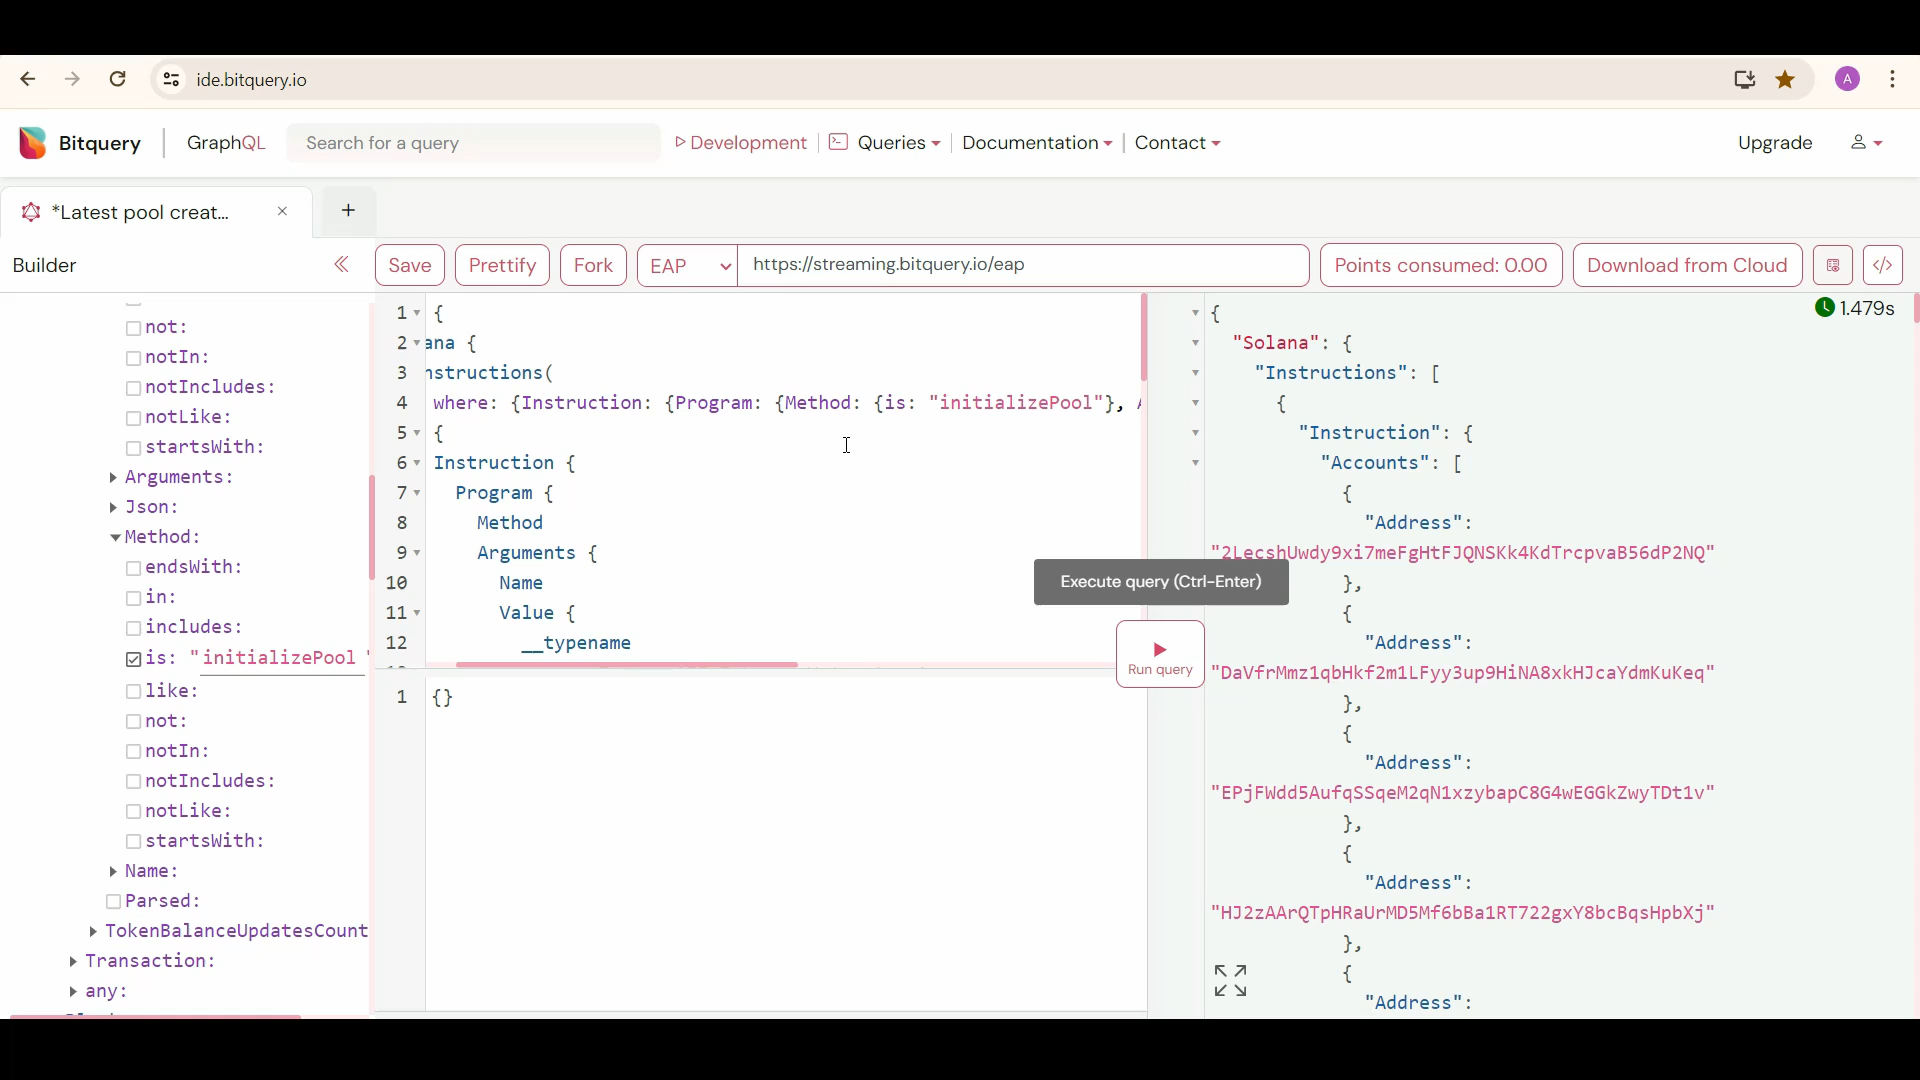 ide.bitquery.io
A
Bitquery
GraphQL
Search for a query
Development
Queries
Documentation
Contact
Upgrade
*Latest pool creat...
+
Builder
Save
Prettify
Fork
EAP
https://streaming.bitquery.io/eap
Points consumed: 0.00
Download from Cloud
not:
notIn:
notIncludes:
notLike:
startsWith:
Arguments:
Json:
Method:
endsWith:
in:
includes:
is: "initializePool "
like:
not:
notIn:
notIncludes:
notLike:
startsWith:
Name:
Parsed:
TokenBalanceUpdatesCount
Transaction:
any:
1 {
2 ana {
3 nstructions(
4 where: {Instruction: {Program: {Method: {is: "initializePool"},
5 {
6 Instruction {
7 Program {
8 Method
9 Arguments {
10 Name
11 Value {
12 __typename
1 {}
Execute query (Ctrl-Enter)
Run query
1.479s
{
"Solana": {
"Instructions": [
{
"Instruction": {
"Accounts": [
{
"Address":
"2LecshUwdy9xi7meFgHtFJQNSKk4KdTrcpvaB56dP2NQ"
},
{
"Address":
"DaVfrMmz1qbHkf2m1LFyy3up9HiNA8xkHJcaYdmKuKeq"
},
{
"Address":
"EPjFWdd5AufqSSqeM2qN1xzybapC8G4wEGGkZwyTDt1v"
},
{
"Address":
"HJ2zAArQTpHRaUrMD5Mf6bBa1RT722gxY8bcBqsHpbXj"
},
{
"Address":